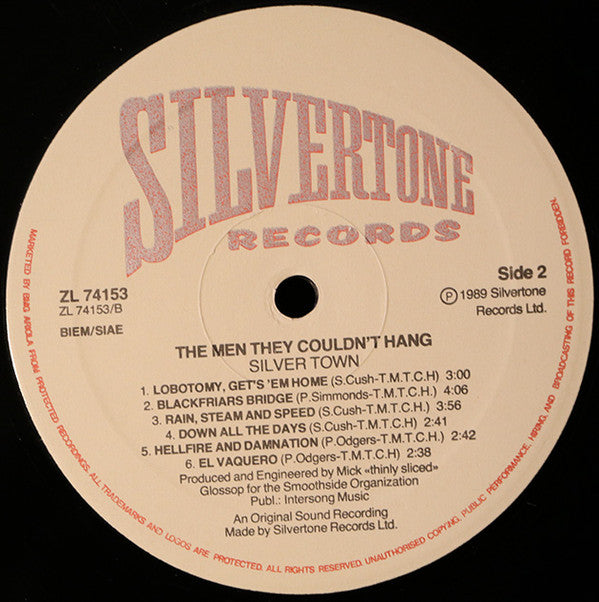 SILVERTONE
RECORDS
ZL 74153
ZL 74153/B
BIEM/SIAE
Side 2
Ⓟ 1989 Silvertone
Records Ltd.
THE MEN THEY COULDN'T HANG
SILVER TOWN
1. LOBOTOMY, GET'S 'EM HOME (S.Cush-T.M.T.C.H) 3:00
2. BLACKFRIARS BRIDGE (P.Simmonds-T.M.T.C.H) 4:06
3. RAIN, STEAM AND SPEED (S.Cush-T.M.T.C.H) 3:56
4. DOWN ALL THE DAYS (S.Cush-T.M.T.C.H) 2:41
5. HELLFIRE AND DAMNATION (P.Odgers-T.M.T.C.H.) 2:42
6. EL VAQUERO (P.Odgers-T.M.T.C.H) 2:38
Produced and Engineered by Mick «thinly sliced»
Glossop for the Smoothside Organization
Publ.: Intersong Music
An Original Sound Recording
Made by Silvertone Records Ltd.
MARKETED BY BMG ARIOLA FROM PROTECTED RECORDINGS. ALL TRADEMARKS AND LOGOS ARE PROTECTED. ALL RIGHTS RESERVED. UNAUTHORISED COPYING, PUBLIC PERFORMANCE, HIRING, AND BROADCASTING OF THIS RECORD FORBIDDEN.